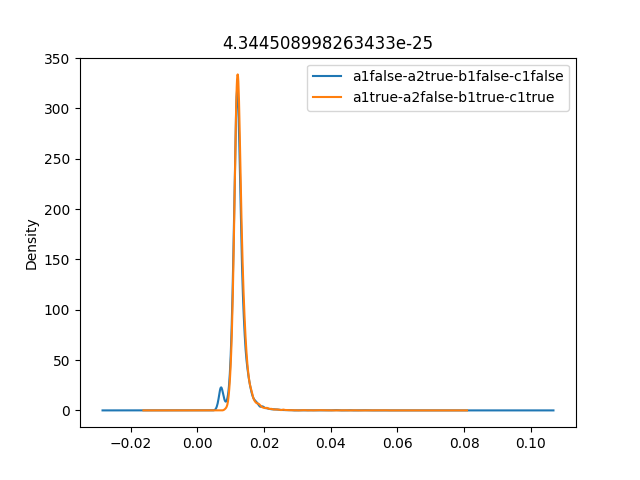 4.344508998263433e-25
350
300
250
200
150
100
50
0
Density
a1false-a2true-b1false-c1false
a1true-a2false-b1true-c1true
−0.02 0.00 0.02 0.04 0.06 0.08 0.10